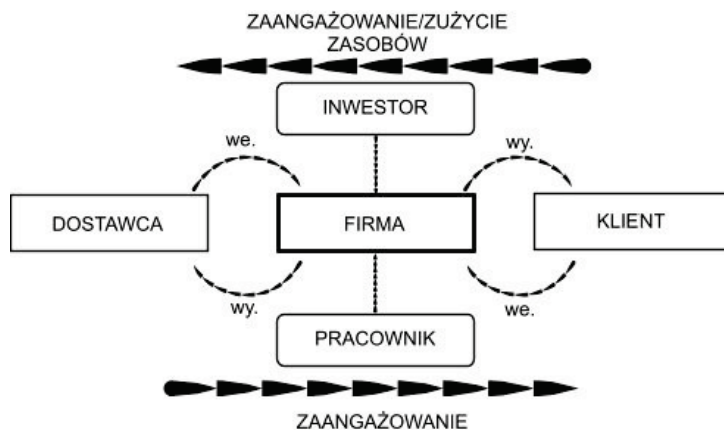 ZAANGAŻOWANIE/ZUŻYCIE
ZASOBÓW
INWESTOR
we.
wy.
DOSTAWCA
FIRMA
KLIENT
wy.
we.
PRACOWNIK
ZAANGAŻOWANIE